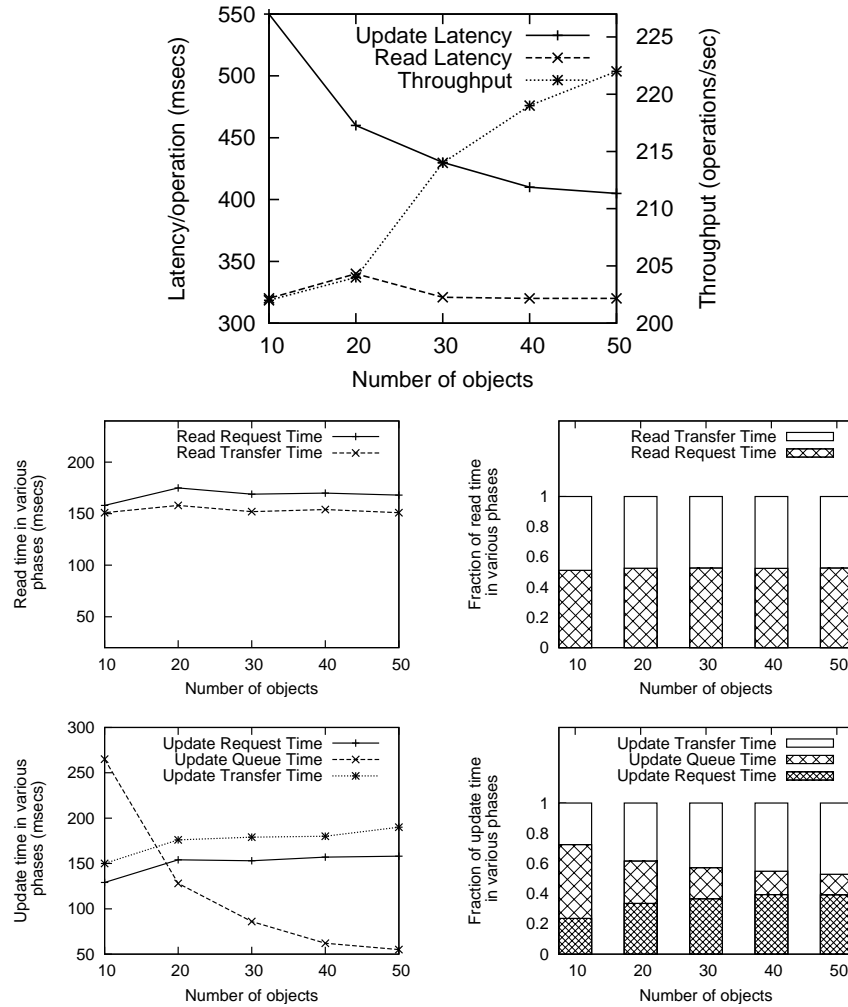 550
500
450
400
350
300
Latency/operation (msecs)
Update Latency
Read Latency
Throughput
225
220
215
210
205
200
Throughput (operations/sec)
10 20 30 40 50
Number of objects
200
150
100
50
Read time in various
phases (msecs)
Read Request Time
Read Transfer Time
10 20 30 40 50
Number of objects
Read Transfer Time
Read Request Time
1
0.8
0.6
0.4
0.2
0
Fraction of read time
in various phases
10 20 30 40 50
Number of objects
300
250
200
150
100
50
Update time in various
phases (msecs)
Update Request Time
Update Queue Time
Update Transfer Time
10 20 30 40 50
Number of objects
Update Transfer Time
Update Queue Time
Update Request Time
1
0.8
0.6
0.4
0.2
0
Fraction of update time
in various phases
10 20 30 40 50
Number of objects